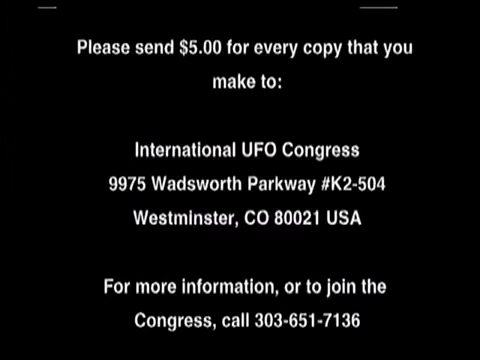 Please send $5.00 for every copy that you
make to:
International UFO Congress
9975 Wadsworth Parkway #K2-504
Westminster, CO 80021 USA
For more information, or to join the
Congress, call 303-651-7136